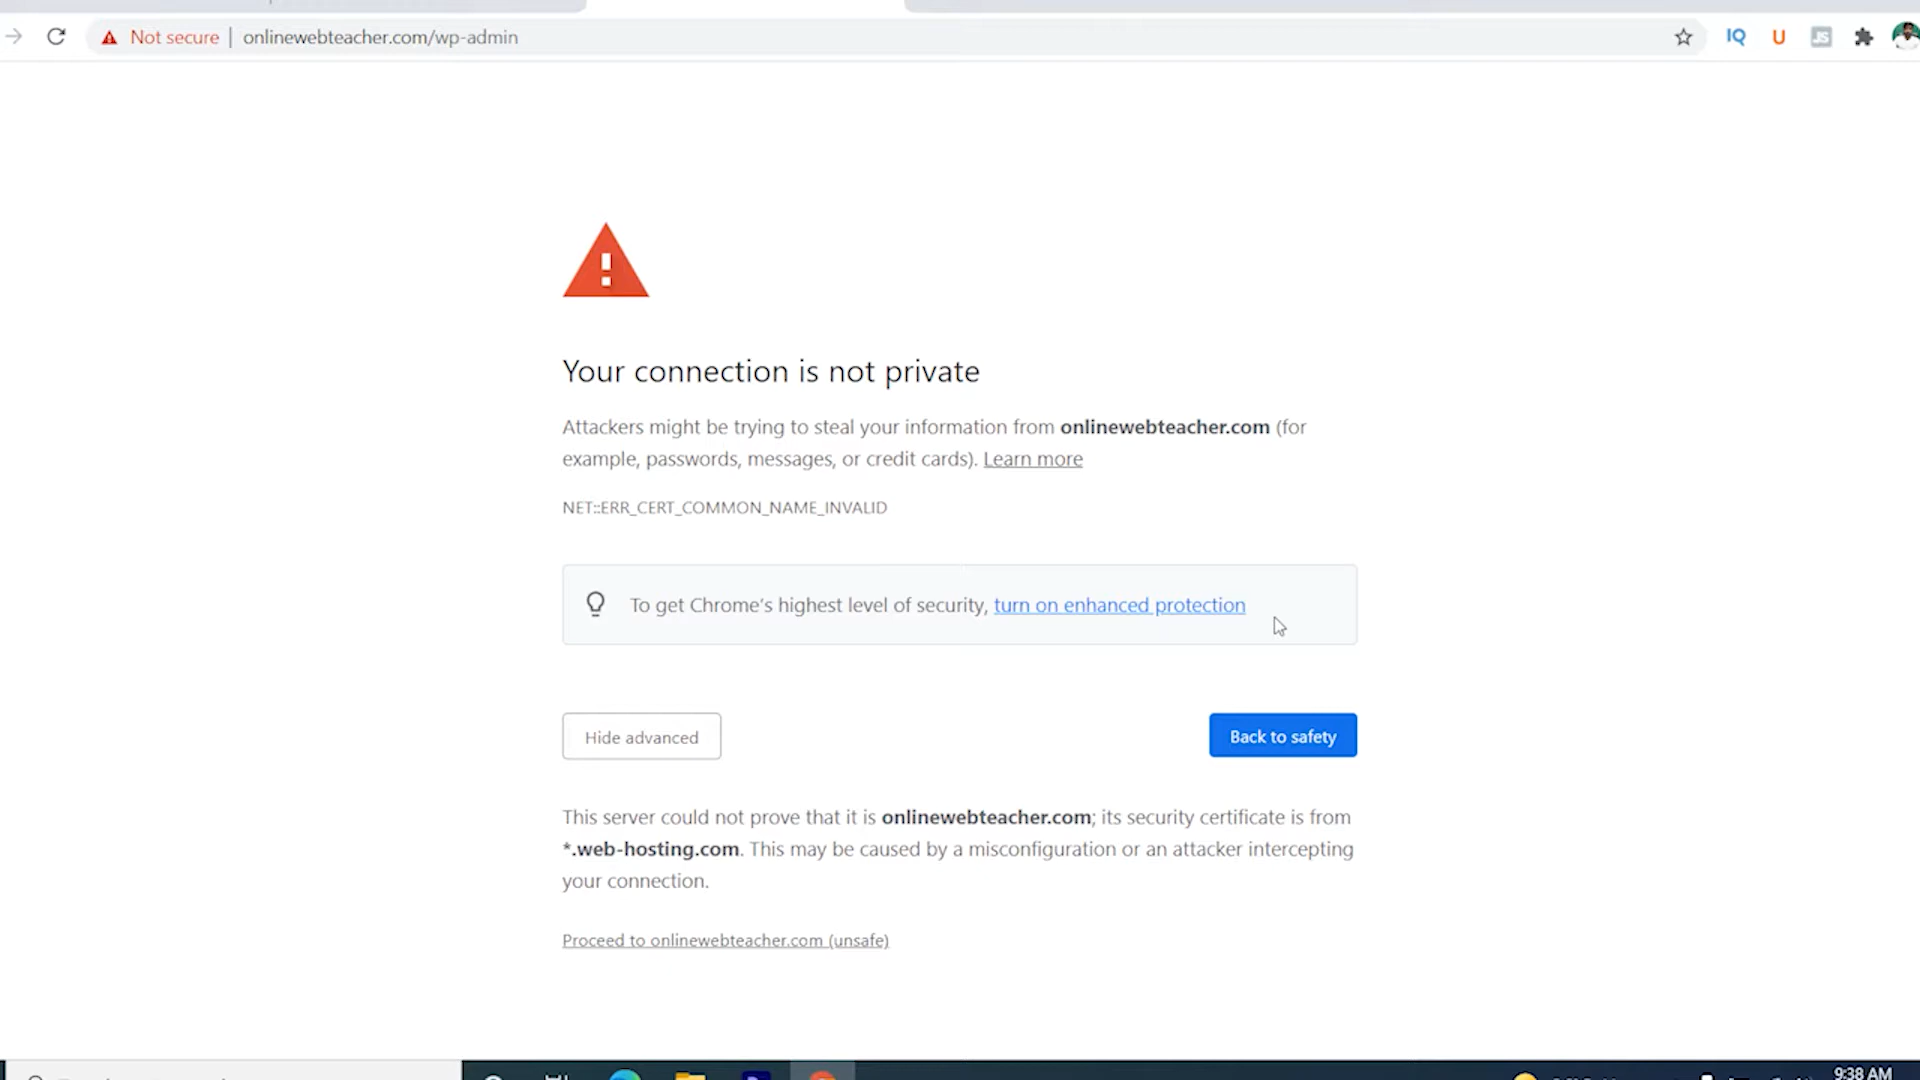 Not secure | onlinewebteacher.com/wp-admin
IQ
U
JS
Your connection is not private
Attackers might be trying to steal your information from onlinewebteacher.com (for
example, passwords, messages, or credit cards). Learn more
NET::ERR_CERT_COMMON_NAME_INVALID
To get Chrome's highest level of security, turn on enhanced protection
Hide advanced
Back to safety
This server could not prove that it is onlinewebteacher.com; its security certificate is from
*.web-hosting.com. This may be caused by a misconfiguration or an attacker intercepting
your connection.
Proceed to onlinewebteacher.com (unsafe)
9:38 AM